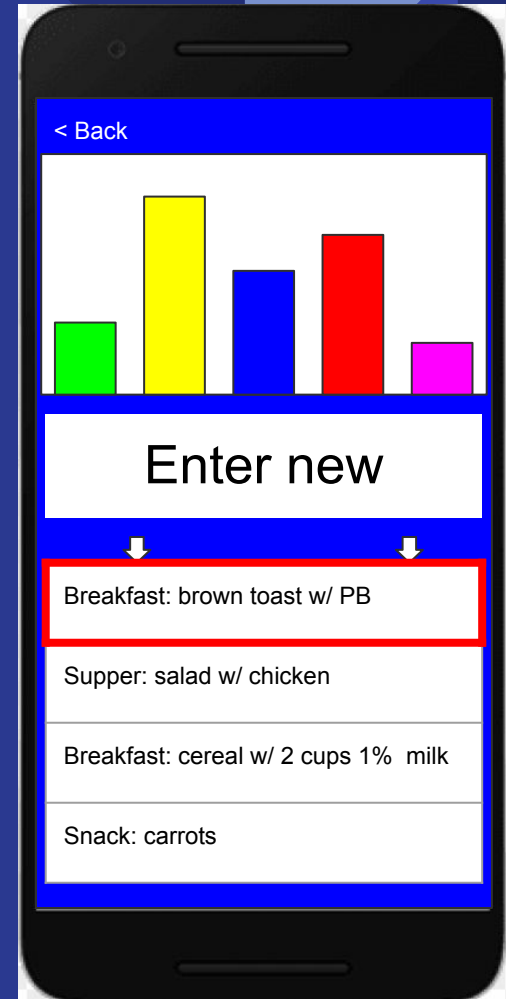 < Back
Enter new
Breakfast: brown toast w/ PB
Supper: salad w/ chicken
Breakfast: cereal w/ 2 cups 1%  milk
Snack: carrots